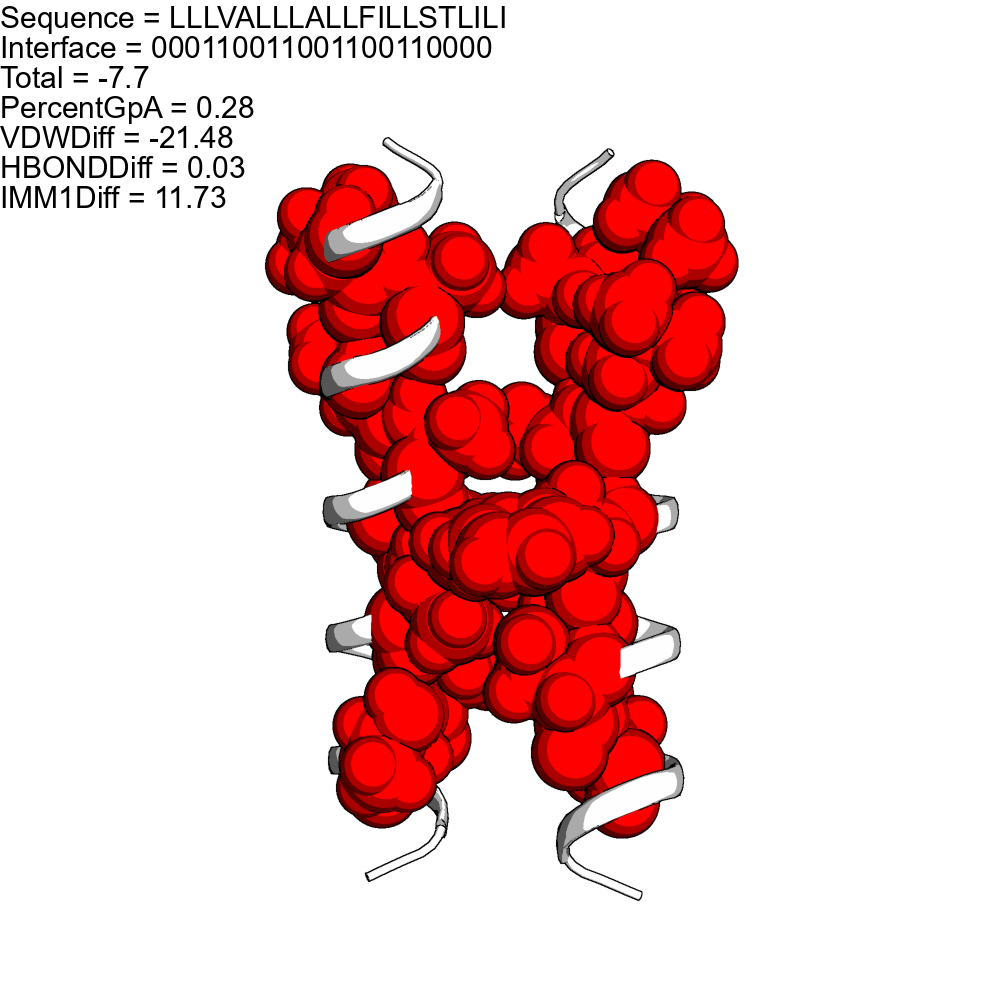 Sequence = LLLVALLLALLFILLSTLILI
Interface = 000110011001100110000
Total = -7.7
PercentGpA = 0.28
VDWDiff = -21.48
HBONDDiff = 0.03
IMM1Diff = 11.73